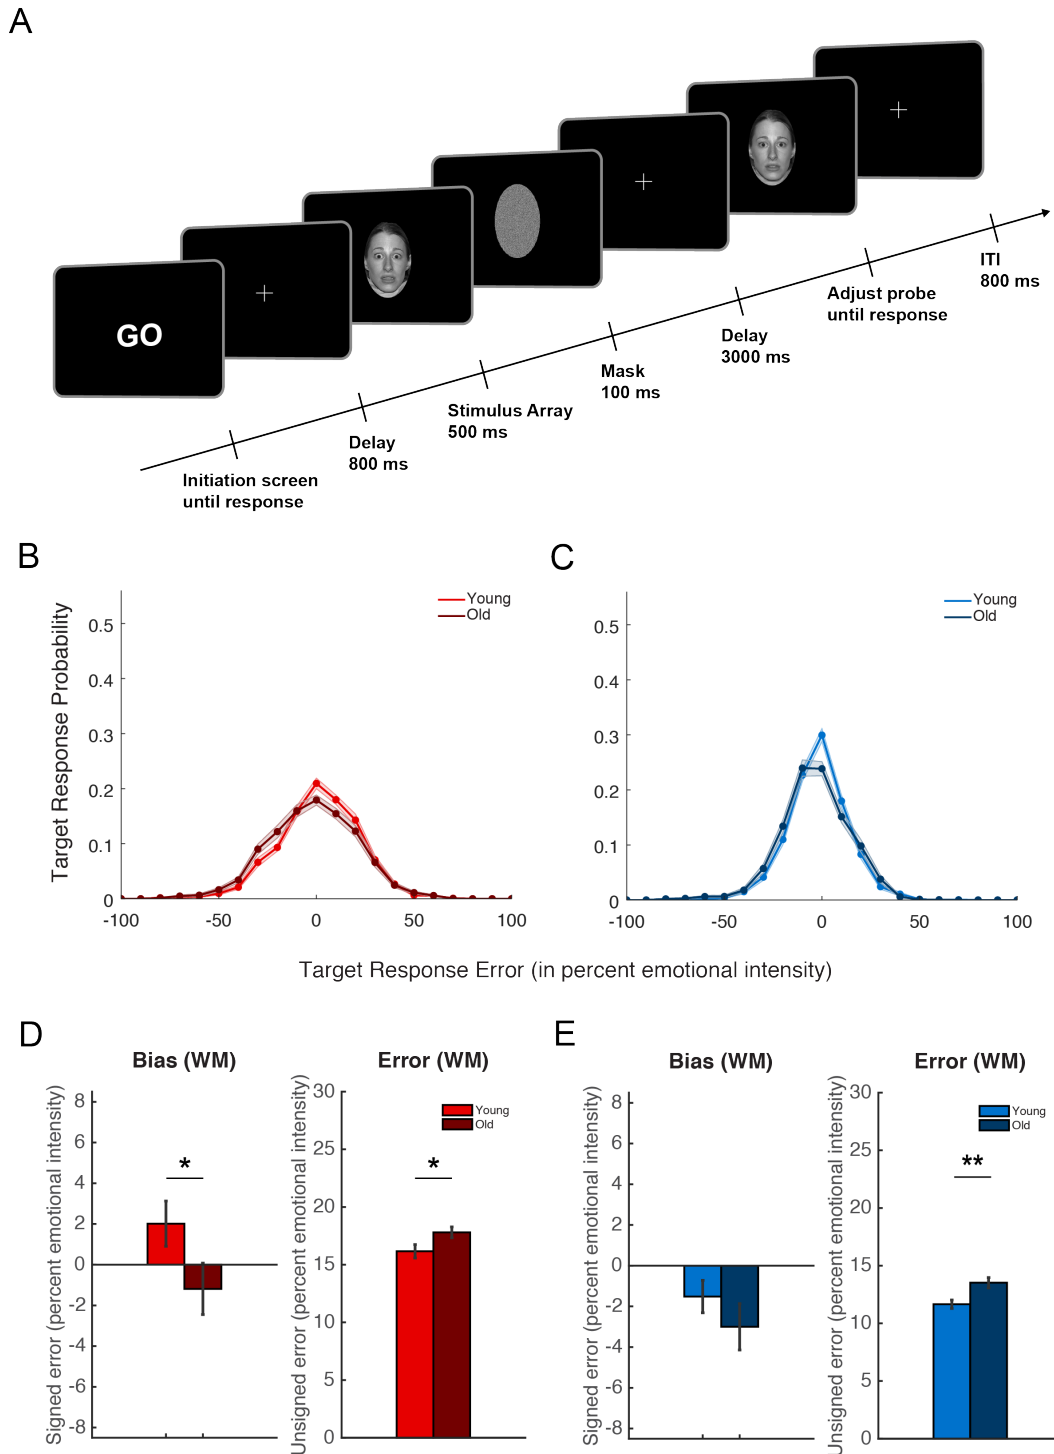 A
GO
Initiation screen
until response
Delay
800 ms
Stimulus Array
500 ms
Mask
100 ms
Delay
3000 ms
Adjust probe
until response
ITI
800 ms
B
Target Response Probability
0.5
0.4
0.3
0.2
0.1
0
-100
-50
0
50
100
Young
Old
C
0.5
0.4
0.3
0.2
0.1
0
-100
-50
0
50
100
Young
Old
Target Response Error (in percent emotional intensity)
D
Bias (WM)
Signed error (percent emotional intensity)
8
6
4
2
0
-2
-4
-6
-8
*
Error (WM)
Unsigned error (percent emotional intensity)
30
25
20
15
10
5
0
Young
Old
*
E
Bias (WM)
Signed error (percent emotional intensity)
8
6
4
2
0
-2
-4
-6
-8
Error (WM)
Unsigned error (percent emotional intensity)
30
25
20
15
10
5
0
Young
Old
**